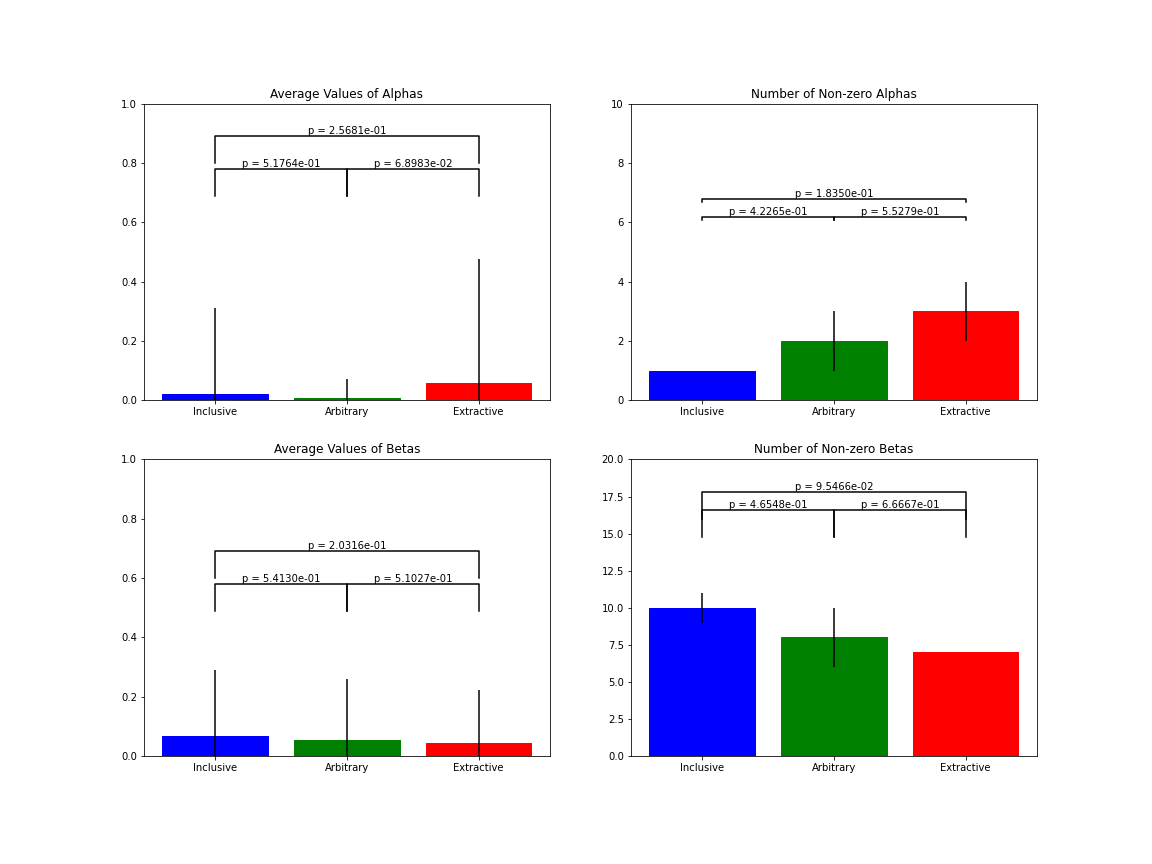 Average Values of Alphas
1.0
0.8
0.6
0.4
0.2
0.0
p = 2.5681e-01
p = 5.1764e-01
p = 6.8983e-02
Inclusive
Arbitrary
Extractive
Number of Non-zero Alphas
10
8
6
4
2
0
p = 1.8350e-01
p = 4.2265e-01
p = 5.5279e-01
Inclusive
Arbitrary
Extractive
Average Values of Betas
1.0
0.8
0.6
0.4
0.2
0.0
p = 2.0316e-01
p = 5.4130e-01
p = 5.1027e-01
Inclusive
Arbitrary
Extractive
Number of Non-zero Betas
20.0
17.5
15.0
12.5
10.0
7.5
5.0
2.5
0.0
p = 9.5466e-02
p = 4.6548e-01
p = 6.6667e-01
Inclusive
Arbitrary
Extractive